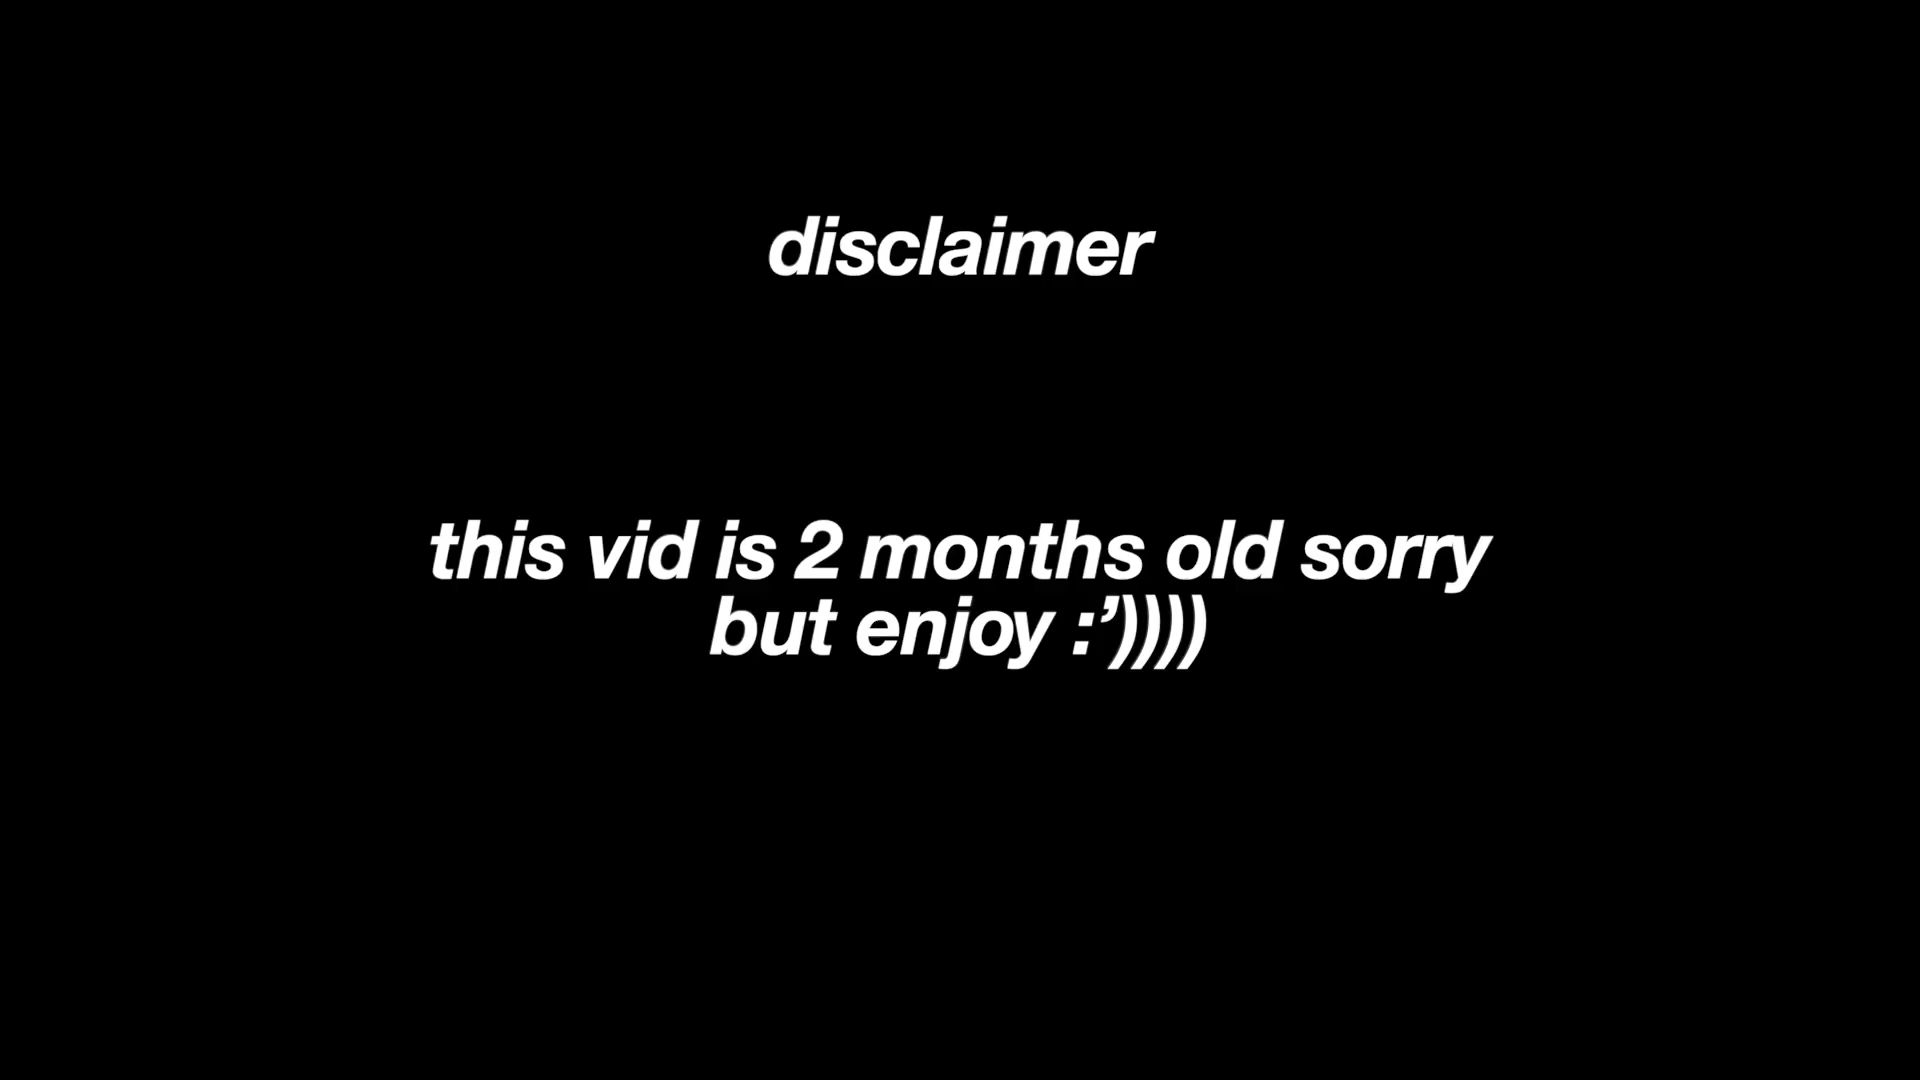 disclaimer
this vid is 2 months old sorry
but enjoy :’))))